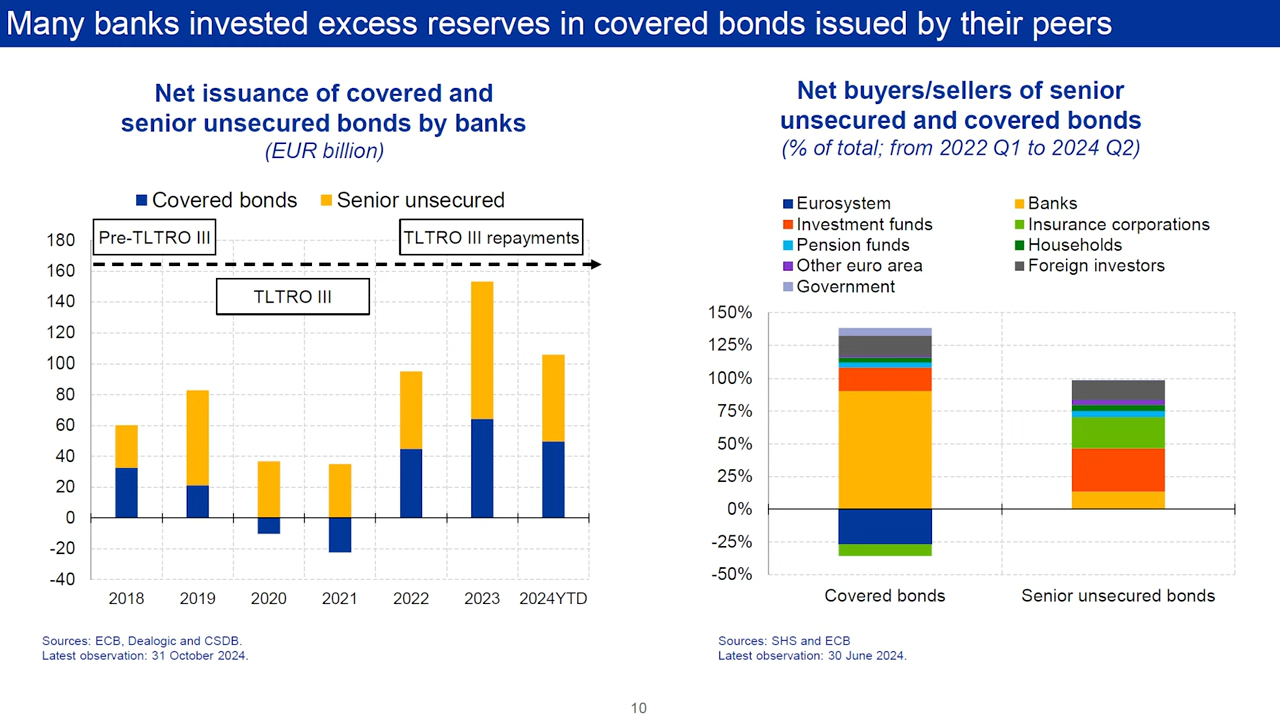 Many banks invested excess reserves in covered bonds issued by their peers
Net issuance of covered and
senior unsecured bonds by banks
(EUR billion)
Covered bonds
Senior unsecured
Pre-TLTRO III
TLTRO III repayments
TLTRO III
180
160
140
120
100
80
60
40
20
0
-20
-40
2018
2019
2020
2021
2022
2023
2024YTD
Sources: ECB, Dealogic and CSDB.
Latest observation: 31 October 2024.
Net buyers/sellers of senior
unsecured and covered bonds
(% of total; from 2022 Q1 to 2024 Q2)
Eurosystem
Banks
Investment funds
Insurance corporations
Pension funds
Households
Other euro area
Foreign investors
Government
150%
125%
100%
75%
50%
25%
0%
-25%
-50%
Covered bonds
Senior unsecured bonds
Sources: SHS and ECB
Latest observation: 30 June 2024.
10